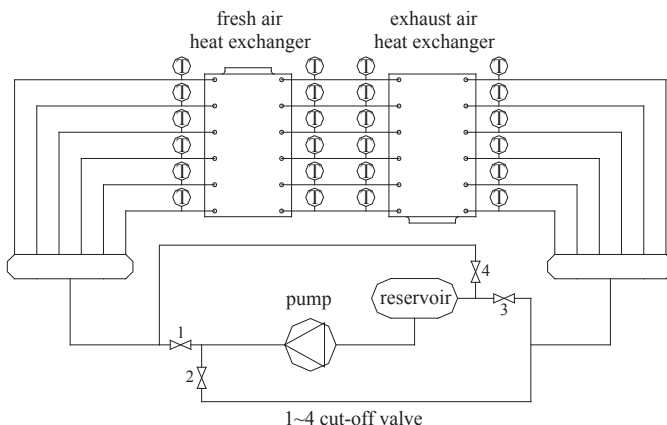 fresh air
heat exchanger
exhaust air
heat exchanger
T T T T
T T T T
T T T T
T T T T
T T T T
T T T T
4
reservoir
3
pump
1
2
1~4 cut-off valve